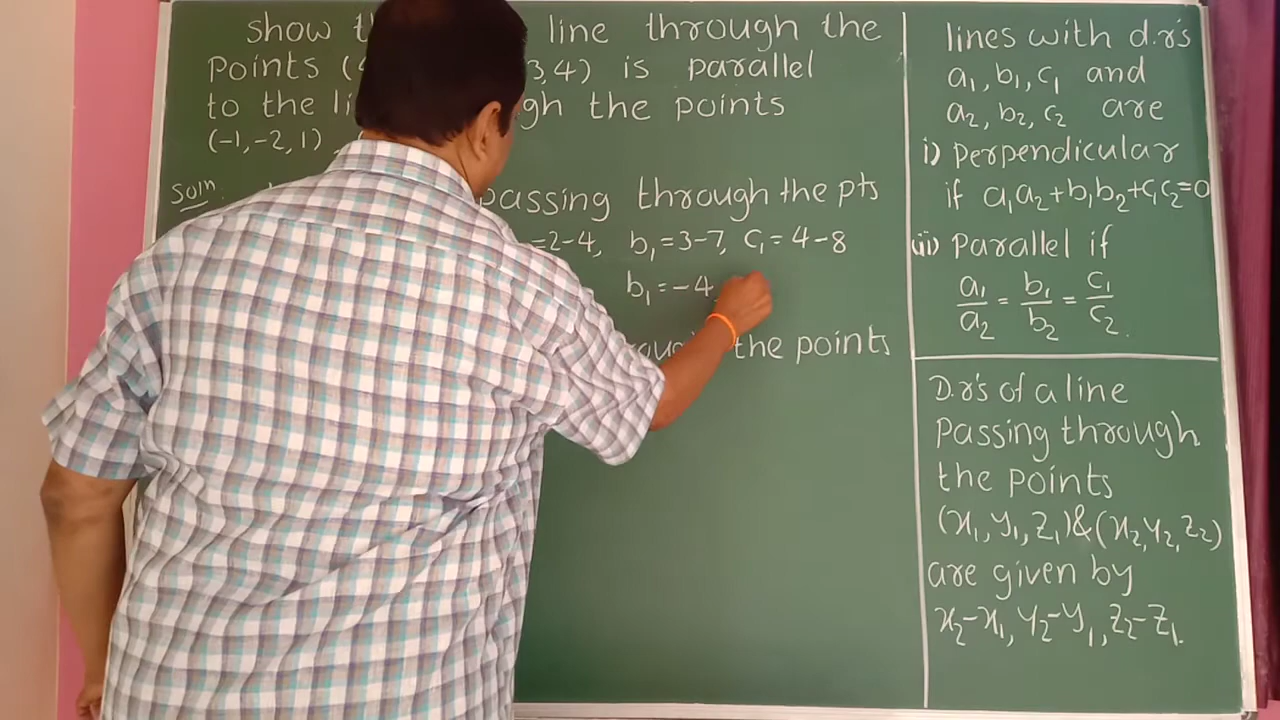 show line through the
Points (4 3,4) is parallel
to the gh the points
(-1,-2,1)
Soln passing through the pts
=2-4, b₁=3-7, c₁=4-8
b₁=-4
the points
lines with d.r's
a₁, b₁, c₁ and
a₂, b₂, c₂ are
i) Perpendicular
if a₁a₂+b₁b₂+c₁c₂=0
ii) Parallel if
a₁/a₂ = b₁/b₂ = c₁/c₂.
D.r's of a line
Passing through
the points
(x₁, y₁, z₁)&(x₂, y₂, z₂)
are given by
x₂-x₁, y₂-y₁, z₂-z₁.